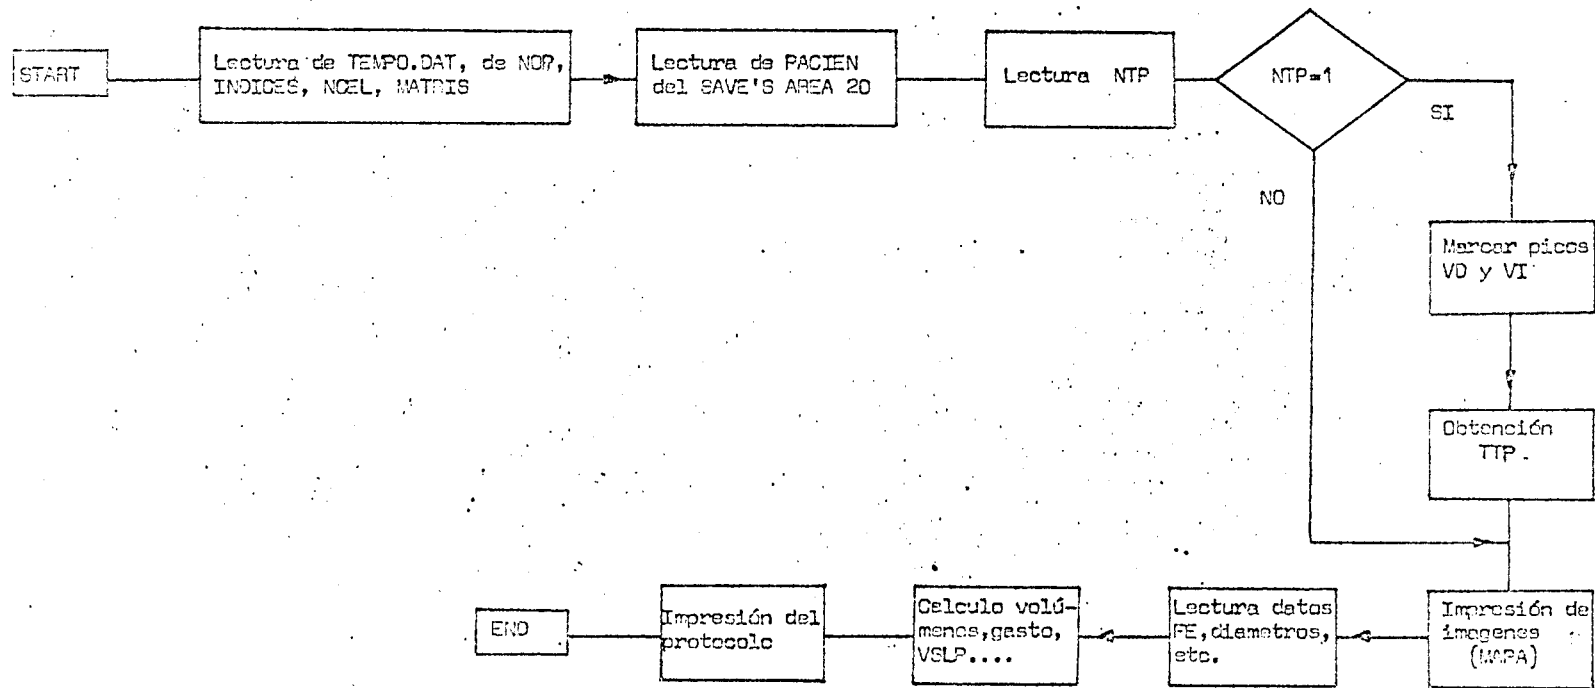 START
Lectura de TEMPO.DAT, de NOR,
INDICES, NCEL, MATRIS
Lectura de PACIEN
del SAVE'S AREA 20
Lectura NTP
NTP=1
SI
NO
Marcar picos
VD y VI
Obtención
TTP.
Impresión de
imagenes
(MAPA)
Lectura datos
FE, diametros,
etc.
Calculo volú-
menes, gasto,
VSLP....
Impresión del
protocolo
END